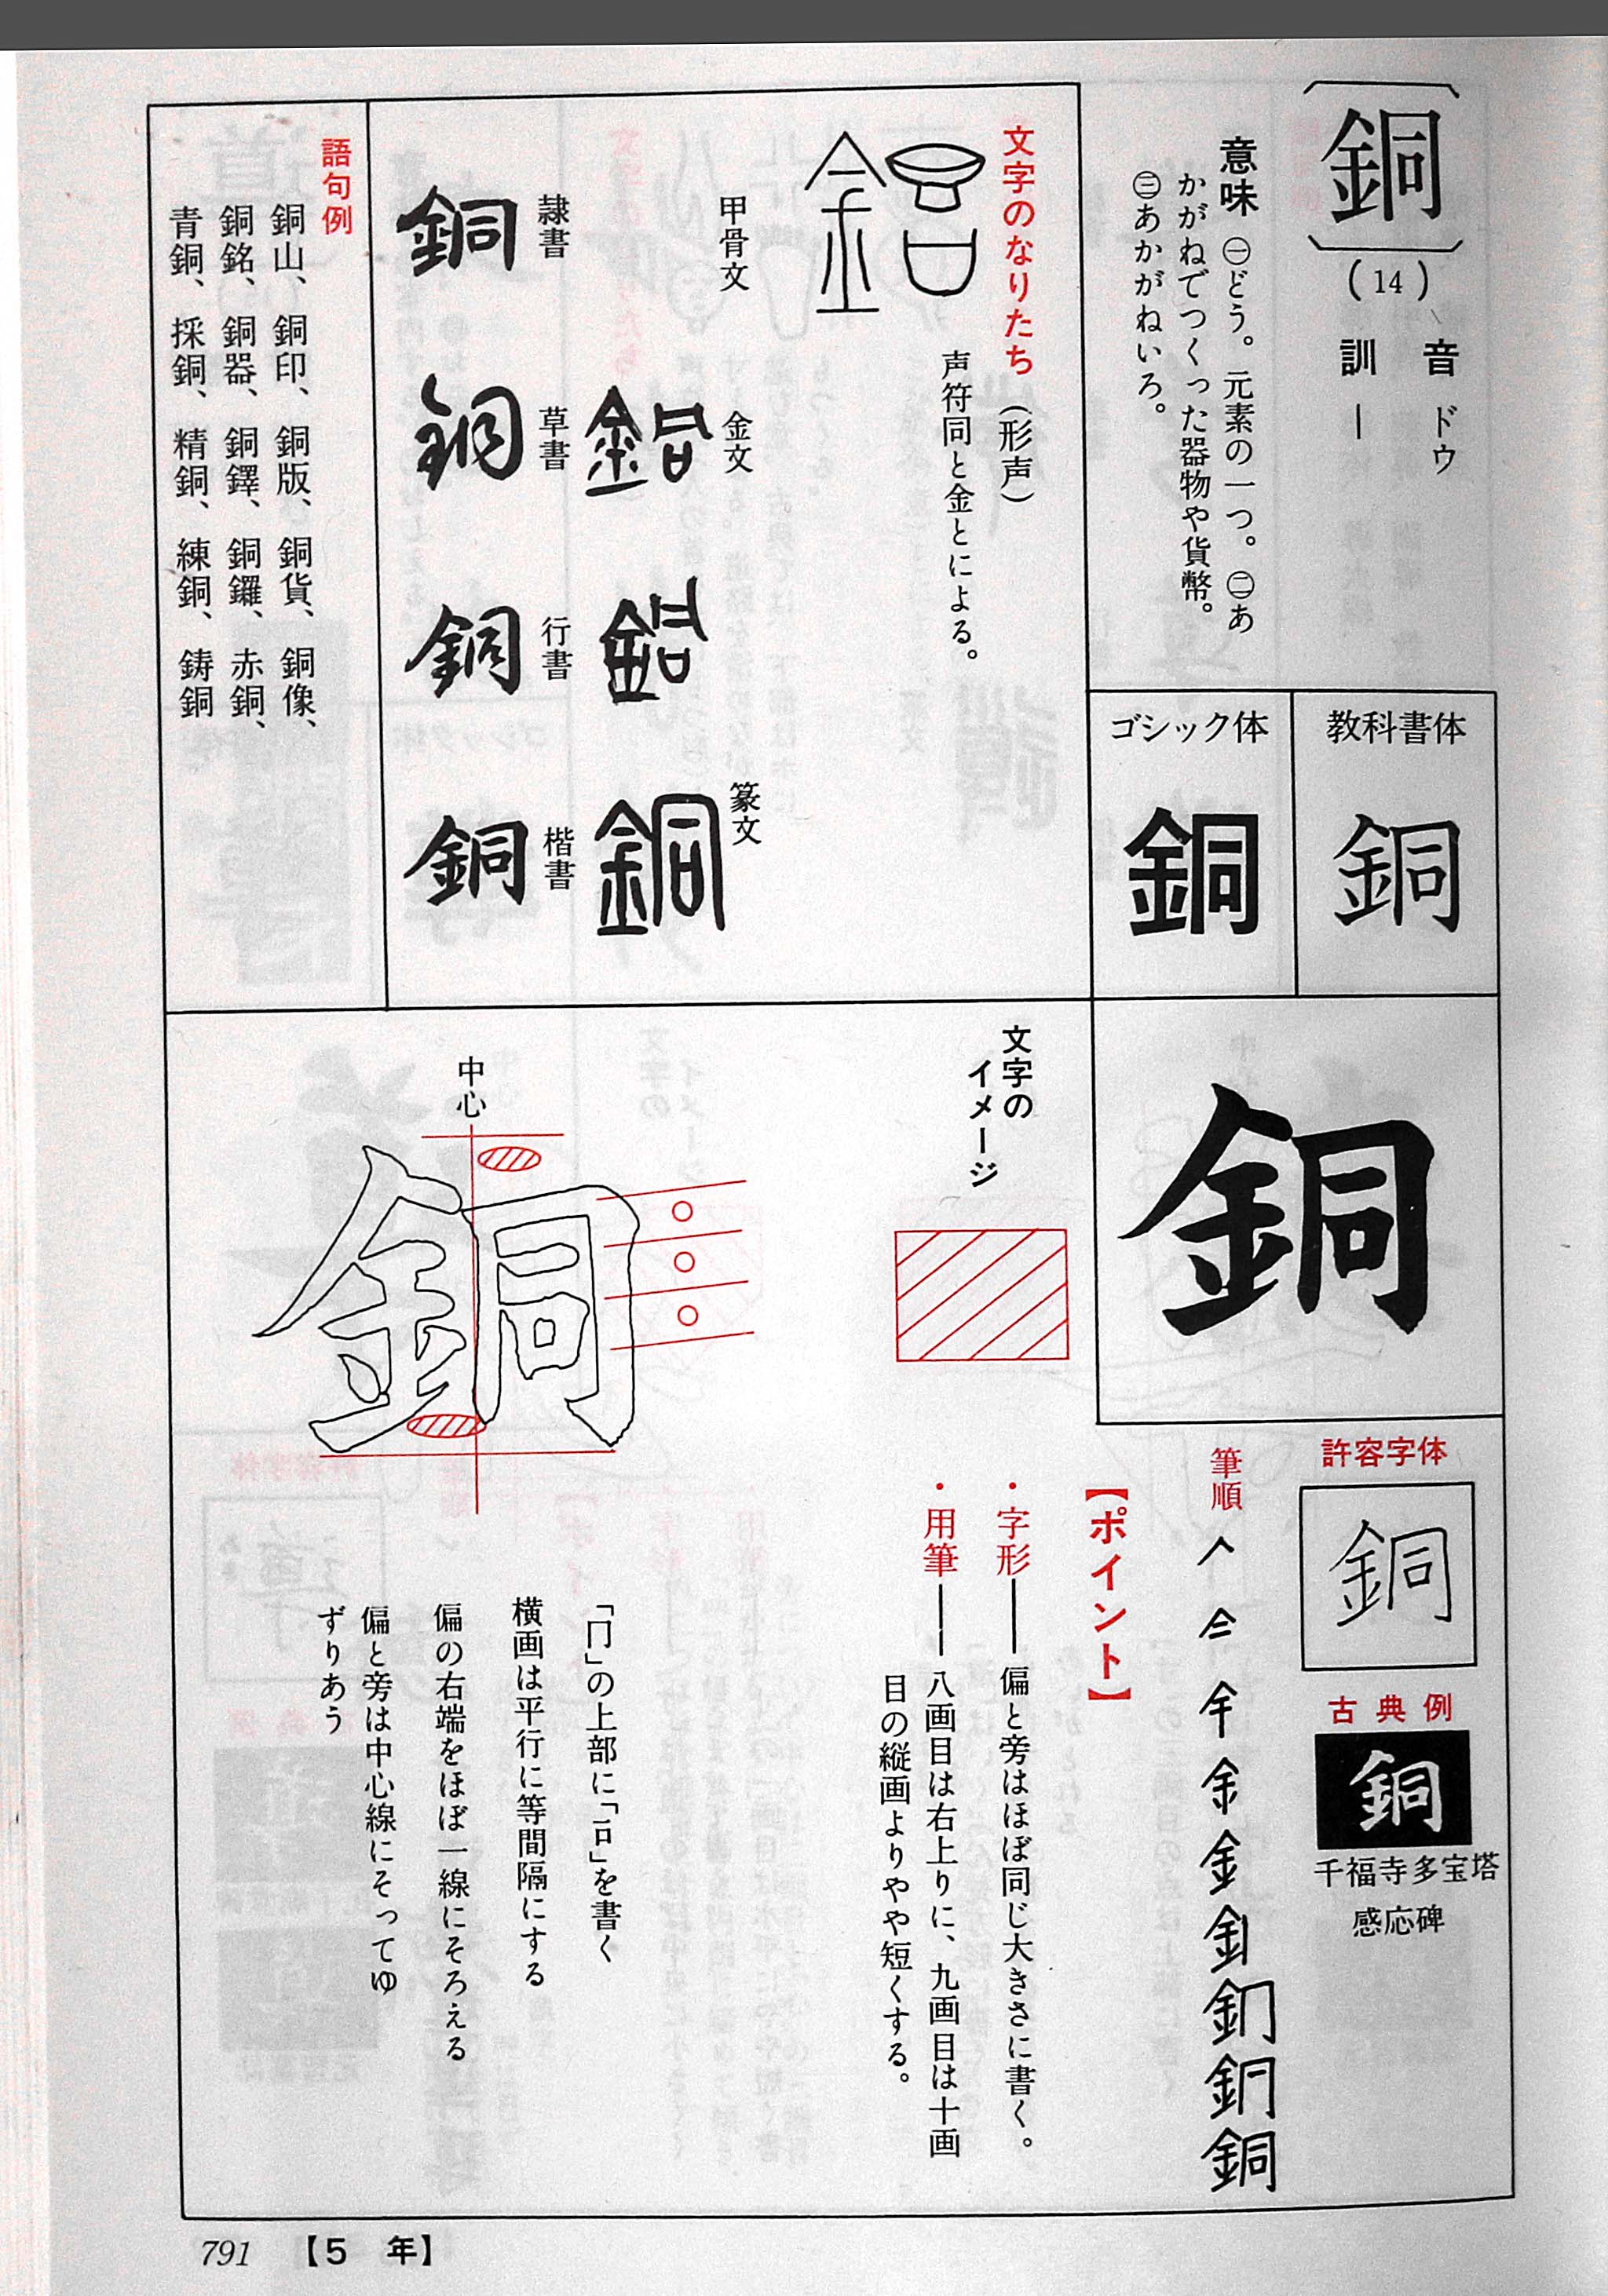 銅
(14)
音 ドウ
訓 ー
意味 ㊀どう。元素の一つ。㊁あ
かがねでつくった器物や貨幣。
㊂あかがねいろ。
教科書体
銅
ゴシック体
銅
文字のなりたち (形声)
声符同と金とによる。
甲骨文
金文
篆文
銅
隷書
銅
草書
銅
行書
銅
楷書
銅
語句例
銅山、銅印、銅版、銅貨、銅像、
銅銘、銅器、銅鐸、銅鑼、赤銅、
青銅、採銅、精銅、練銅、鋳銅
銅
許容字体
銅
古典例
銅
千福寺多宝塔
感応碑
筆順
文字の
イメージ
中心
銅
【ポイント】
・字形——偏と旁はほぼ同じ大きさに書く。
・用筆——八画目は右上りに、九画目は十画
目の縦画よりやや短くする。
「冂」の上部に「𠮛」を書く
横画は平行に等間隔にする
偏の右端をほぼ一線にそろえる
偏と旁は中心線にそってゆ
ずりあう
791 【5 年】